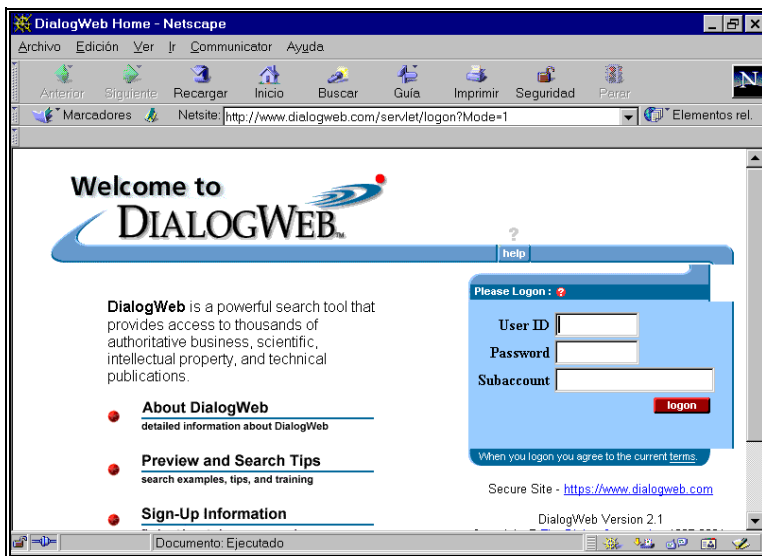 DialogWeb Home - Netscape
Archivo Edición Ver Ir Communicator Ayuda
Anterior Siguiente Recargar Inicio Buscar Guía Imprimir Seguridad Parar
N
Marcadores Netsite: http://www.dialogweb.com/servlet/logon?Mode=1 Elementos rel.
Welcome to
DIALOGWEB™
?
help
Please Logon : ?
User ID
Password
Subaccount
logon
When you logon you agree to the current terms.
DialogWeb is a powerful search tool that
provides access to thousands of
authoritative business, scientific,
intellectual property, and technical
publications.
About DialogWeb
detailed information about DialogWeb
Preview and Search Tips
search examples, tips, and training
Sign-Up Information
Secure Site - https://www.dialogweb.com
DialogWeb Version 2.1
Documento: Ejecutado